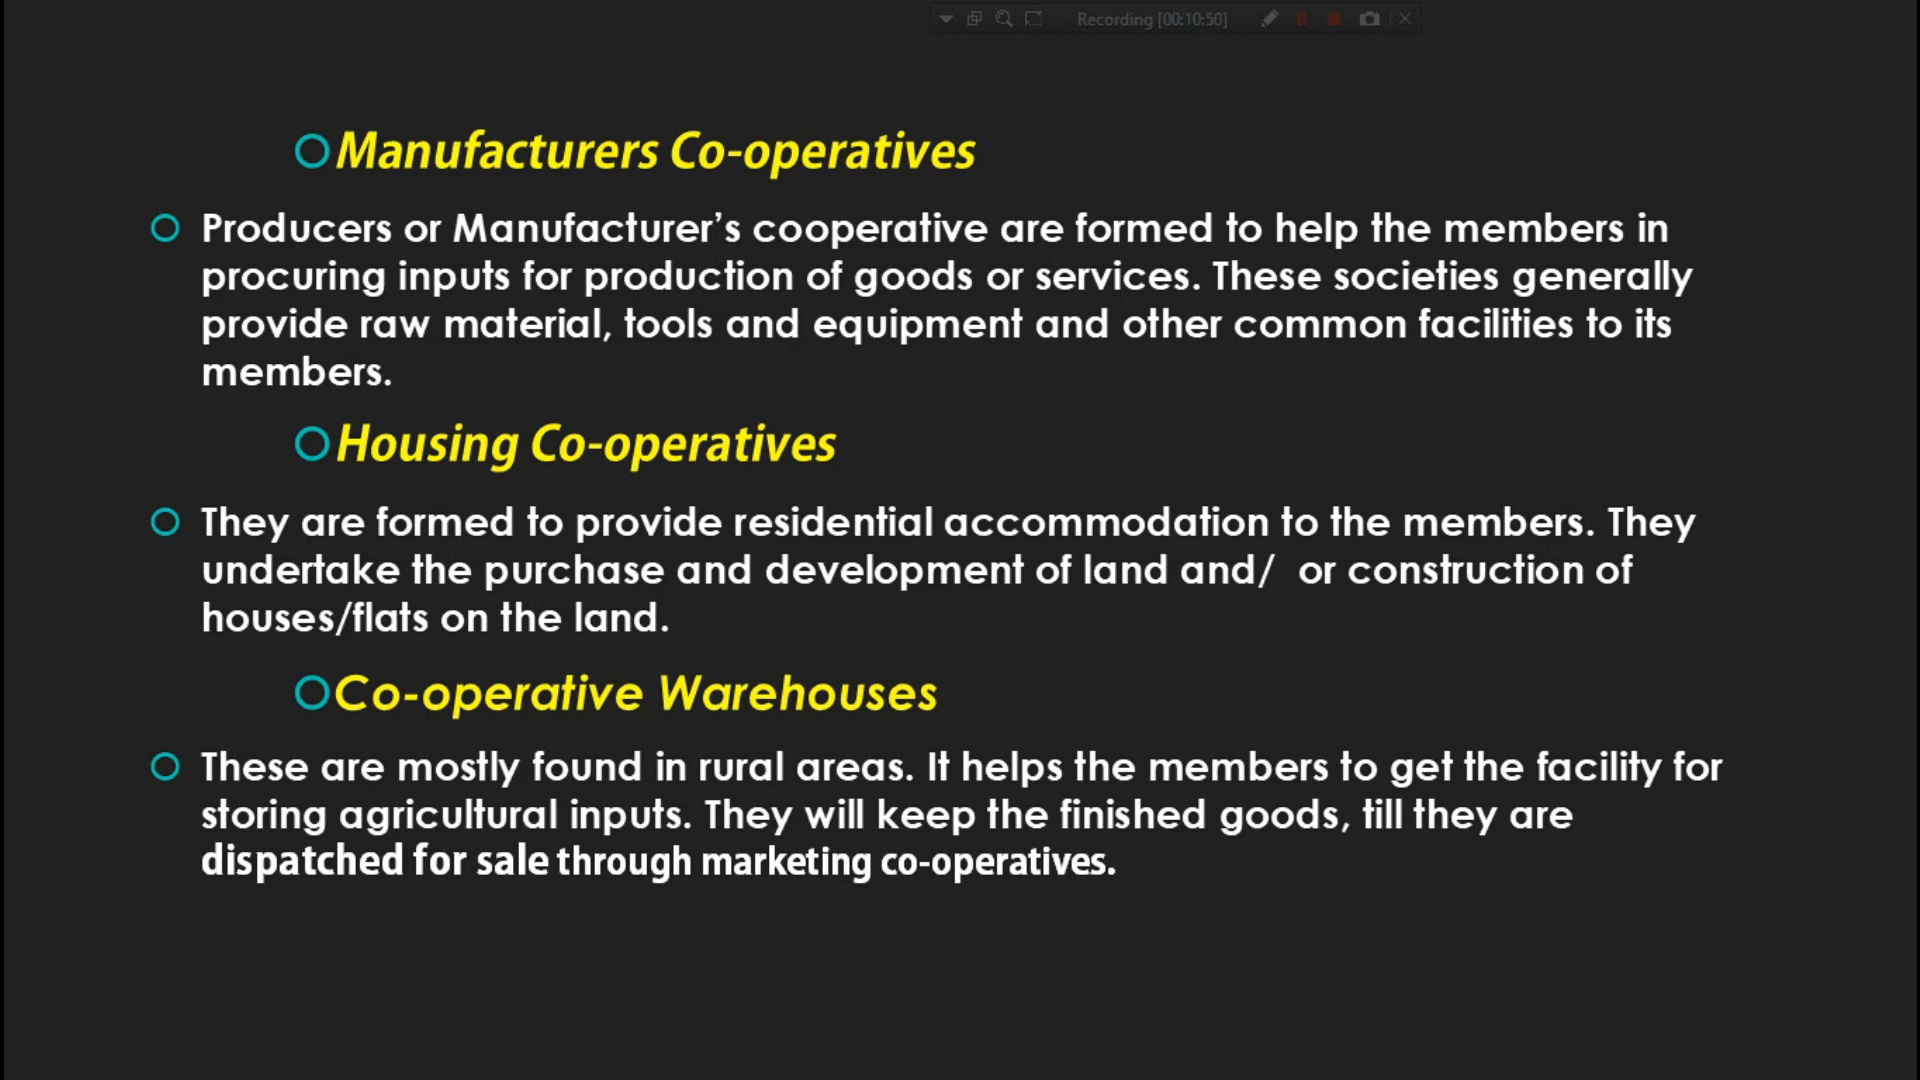 Recording [00:10:50]
Manufacturers Co-operatives
Producers or Manufacturer’s cooperative are formed to help the members in
procuring inputs for production of goods or services. These societies generally
provide raw material, tools and equipment and other common facilities to its
members.
Housing Co-operatives
They are formed to provide residential accommodation to the members. They
undertake the purchase and development of land and/  or construction of
houses/flats on the land.
Co-operative Warehouses
These are mostly found in rural areas. It helps the members to get the facility for
storing agricultural inputs. They will keep the finished goods, till they are
dispatched for sale through marketing co-operatives.